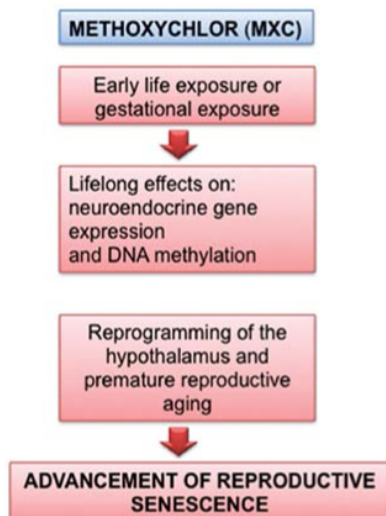 METHOXYCHLOR (MXC)
Early life exposure or
gestational exposure
Lifelong effects on:
neuroendocrine gene
expression
and DNA methylation
Reprogramming of the
hypothalamus and
premature reproductive
aging
ADVANCEMENT OF REPRODUCTIVE
SENESCENCE